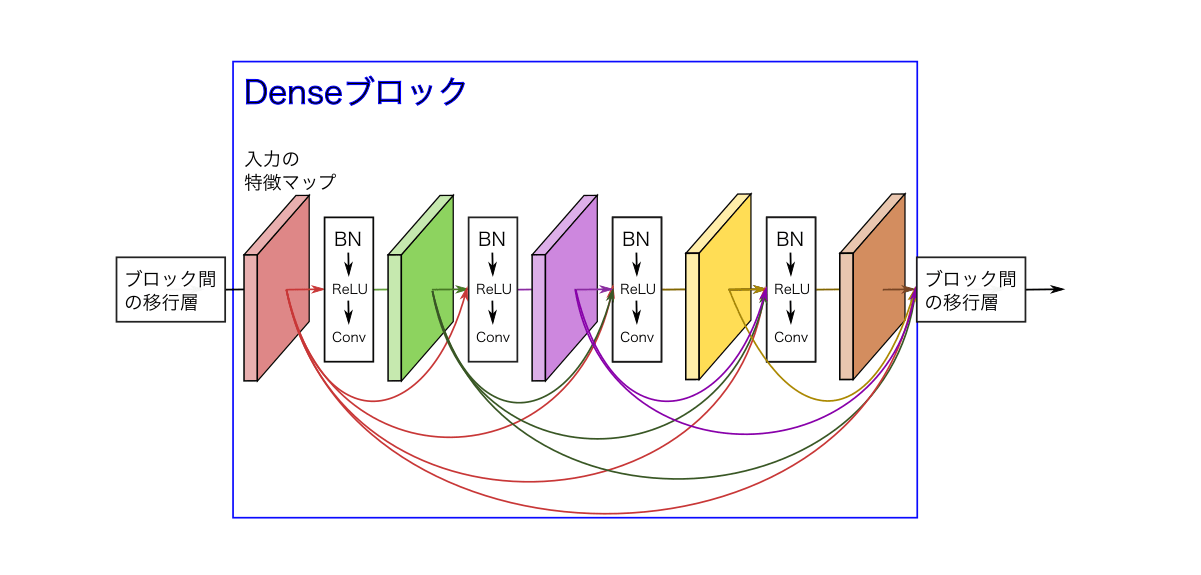 Denseブロック
入力の
特徴マップ
ブロック間
の移行層
BN
ReLU
Conv
BN
ReLU
Conv
BN
ReLU
Conv
BN
ReLU
Conv
ブロック間
の移行層